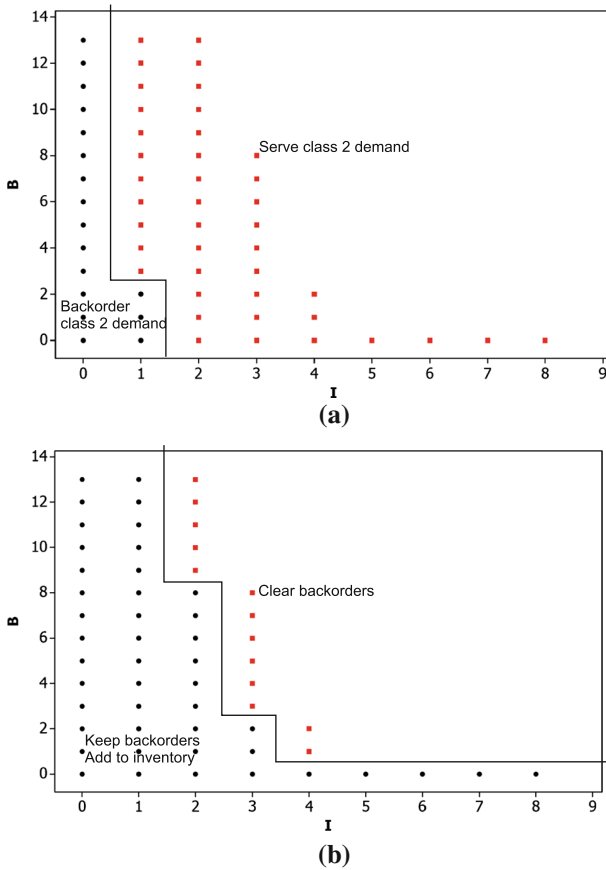 14
12
10
8
6
4
2
0
B
Serve class 2 demand
Backorder
class 2 demand
0 1 2 3 4 5 6 7 8 9
I
(a)
14
12
10
8
6
4
2
0
B
Clear backorders
Keep backorders
Add to inventory
0 1 2 3 4 5 6 7 8 9
I
(b)